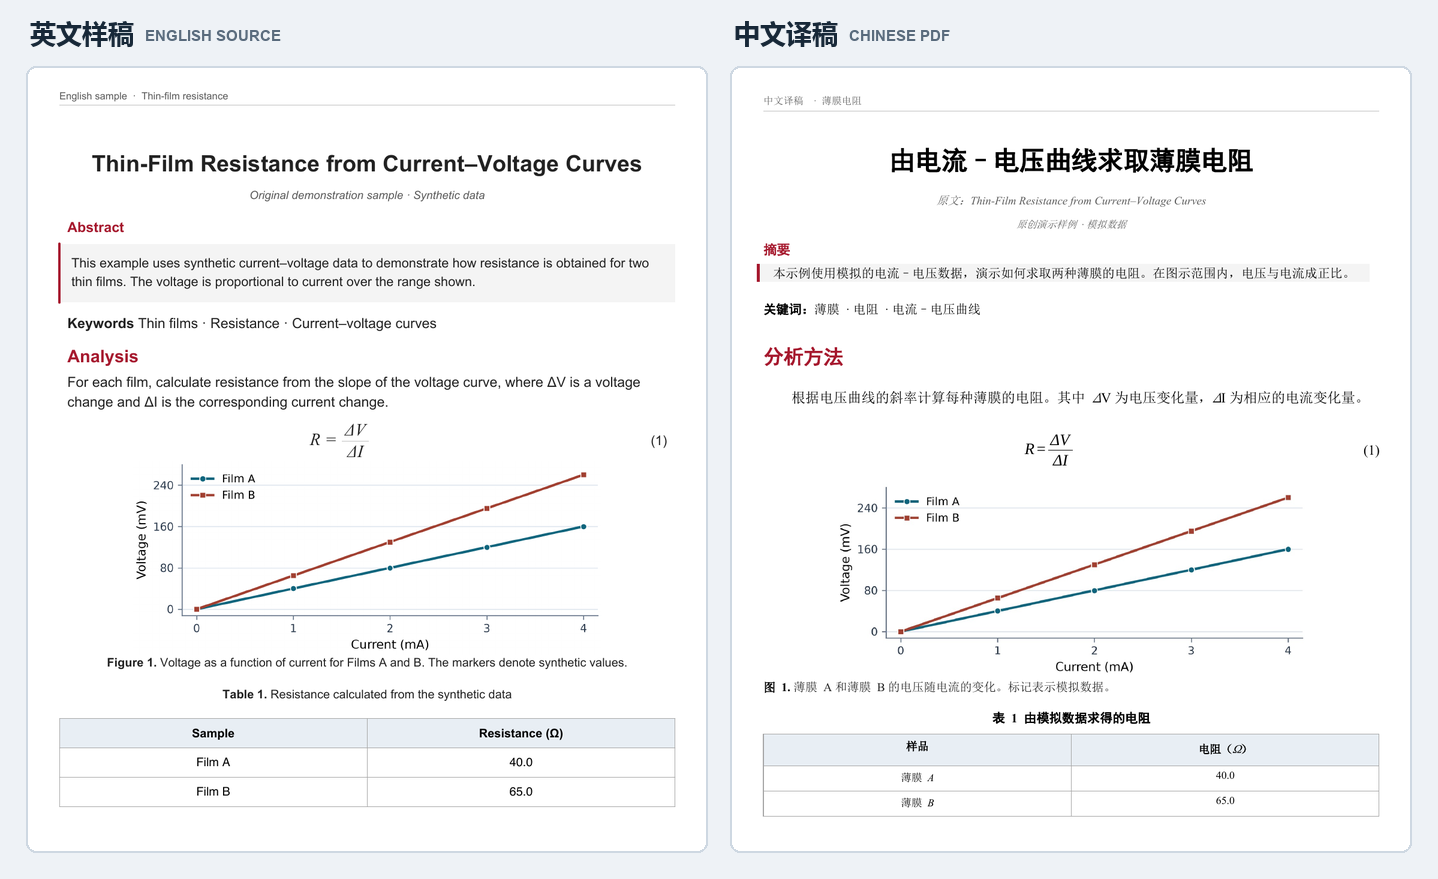 英文样稿 ENGLISH SOURCE
English sample · Thin-film resistance
Thin-Film Resistance from Current–Voltage Curves
Original demonstration sample · Synthetic data
Abstract
This example uses synthetic current–voltage data to demonstrate how resistance is obtained for two
thin films. The voltage is proportional to current over the range shown.
Keywords Thin films · Resistance · Current–voltage curves
Analysis
For each film, calculate resistance from the slope of the voltage curve, where ΔV is a voltage
change and ΔI is the corresponding current change.
R = ΔV/ΔI (1)
Film A
Film B
Voltage (mV)
240
160
80
0
0 1 2 3 4
Current (mA)
Figure 1. Voltage as a function of current for Films A and B. The markers denote synthetic values.
Table 1. Resistance calculated from the synthetic data
Sample Resistance (Ω)
Film A 40.0
Film B 65.0
中文译稿 CHINESE PDF
中文译稿 · 薄膜电阻
由电流–电压曲线求取薄膜电阻
原文：Thin-Film Resistance from Current–Voltage Curves
原创演示样例 · 模拟数据
摘要
本示例使用模拟的电流–电压数据，演示如何求取两种薄膜的电阻。在图示范围内，电压与电流成正比。
关键词：薄膜 · 电阻 · 电流–电压曲线
分析方法
根据电压曲线的斜率计算每种薄膜的电阻。其中 ΔV 为电压变化量，ΔI 为相应的电流变化量。
R = ΔV/ΔI (1)
Film A
Film B
Voltage (mV)
240
160
80
0
0 1 2 3 4
Current (mA)
图 1. 薄膜 A 和薄膜 B 的电压随电流的变化。标记表示模拟数据。
表 1 由模拟数据求得的电阻
样品 电阻（Ω）
薄膜 A 40.0
薄膜 B 65.0